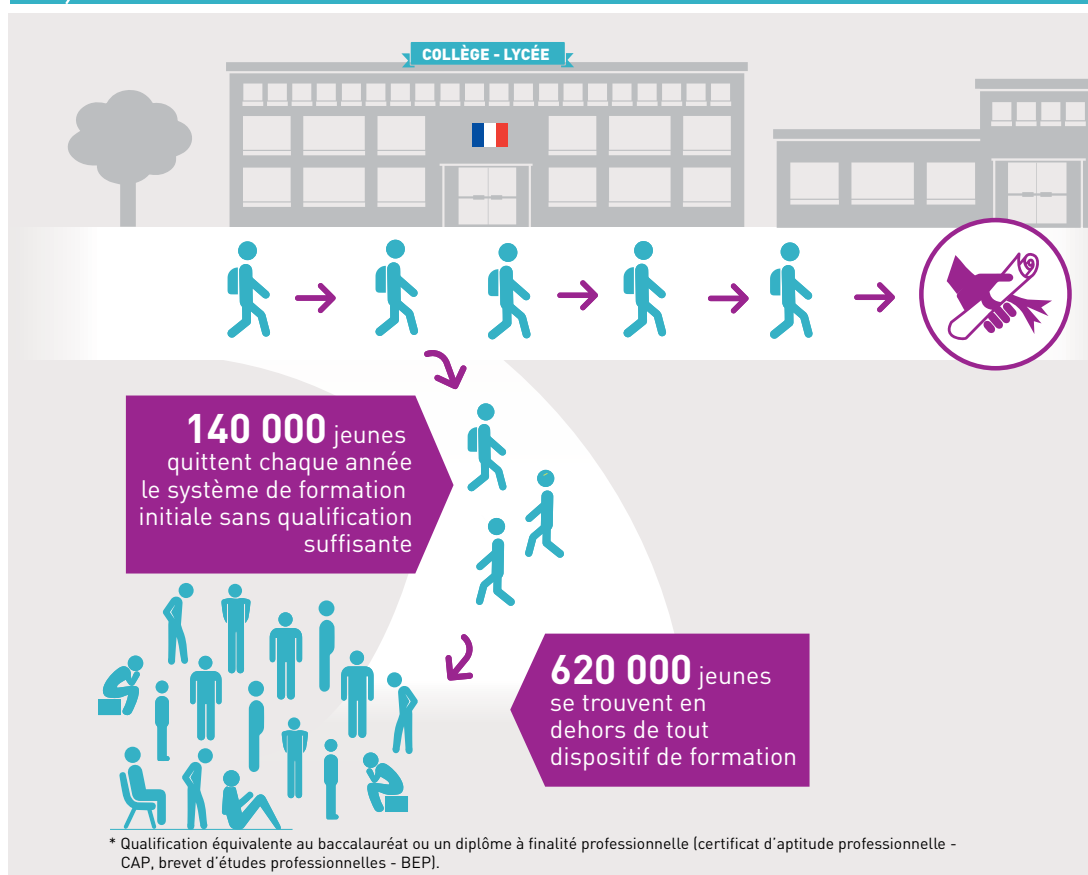 COLLÈGE - LYCÉE
140 000 jeunes
quittent chaque année
le système de formation
initiale sans qualification
suffisante
620 000 jeunes
se trouvent en
dehors de tout
dispositif de formation
* Qualification équivalente au baccalauréat ou un diplôme à finalité professionnelle (certificat d'aptitude professionnelle -
CAP, brevet d'études professionnelles - BEP).